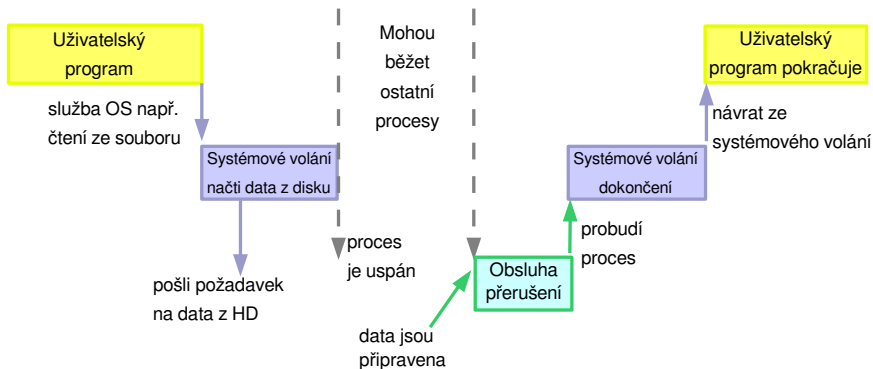 Uživatelský
program
služba OS např.
čtení ze souboru
Systémové volání
načti data z disku
pošli požadavek
na data z HD
proces
je uspán
Mohou
běžet
ostatní
procesy
data jsou
připravena
Obsluha
přerušení
probudí
proces
Systémové volání
dokončení
návrat ze
systémového volání
Uživatelský
program pokračuje